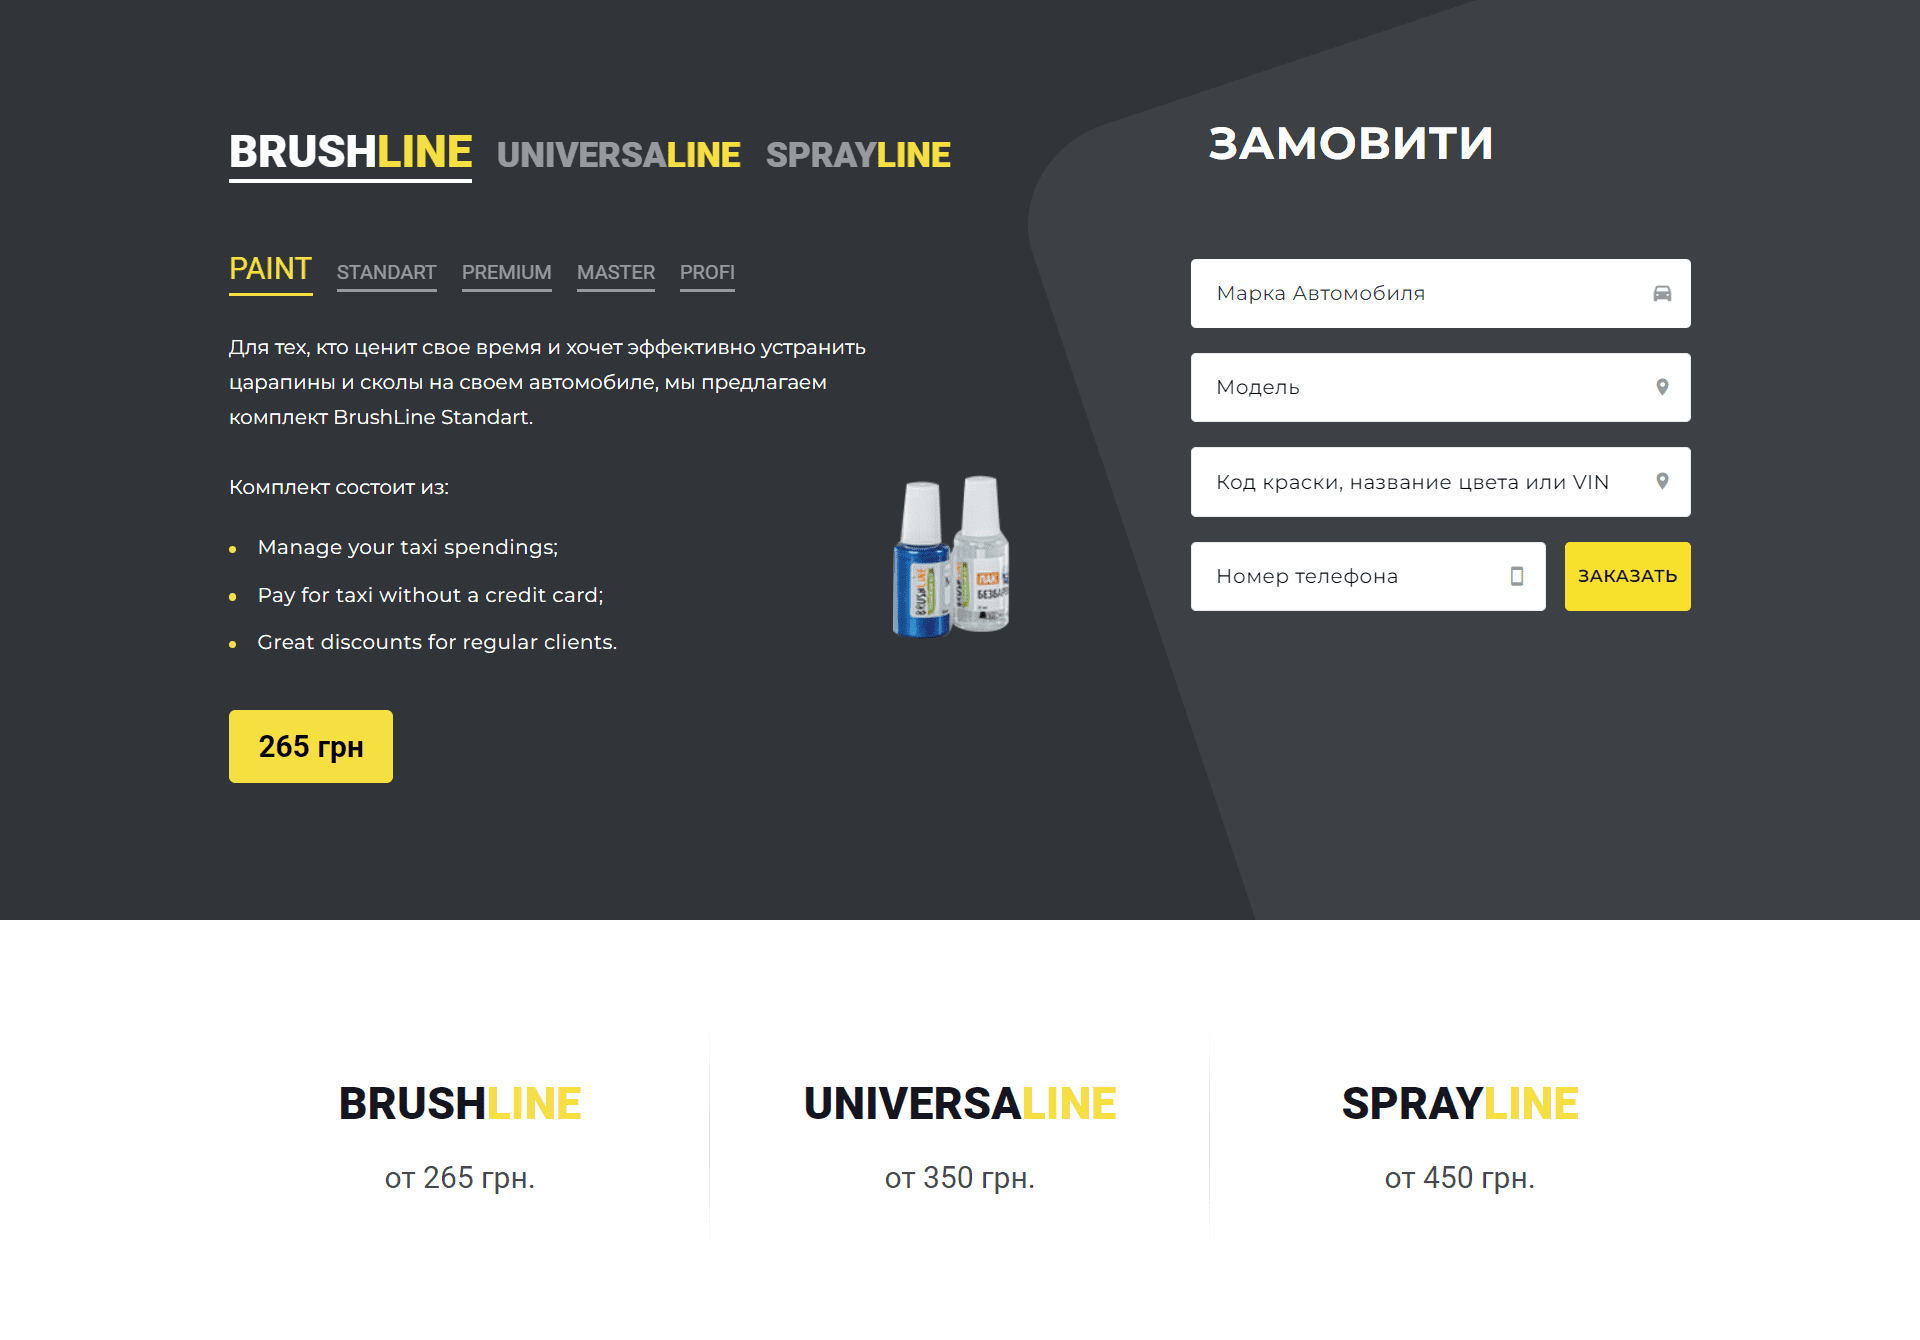 BRUSHLINE UNIVERSALINE SPRAYLINE
PAINT STANDART PREMIUM MASTER PROFI
Для тех, кто ценит свое время и хочет эффективно устранить
царапины и сколы на своем автомобиле, мы предлагаем
комплект BrushLine Standart.
Комплект состоит из:
Manage your taxi spendings;
Pay for taxi without a credit card;
Great discounts for regular clients.
265 грн
BRUSHLINE
ЛАК
ЗАМОВИТИ
Марка Автомобиля
Модель
Код краски, название цвета или VIN
Номер телефона
ЗАКАЗАТЬ
BRUSHLINE
от 265 грн.
UNIVERSALINE
от 350 грн.
SPRAYLINE
от 450 грн.